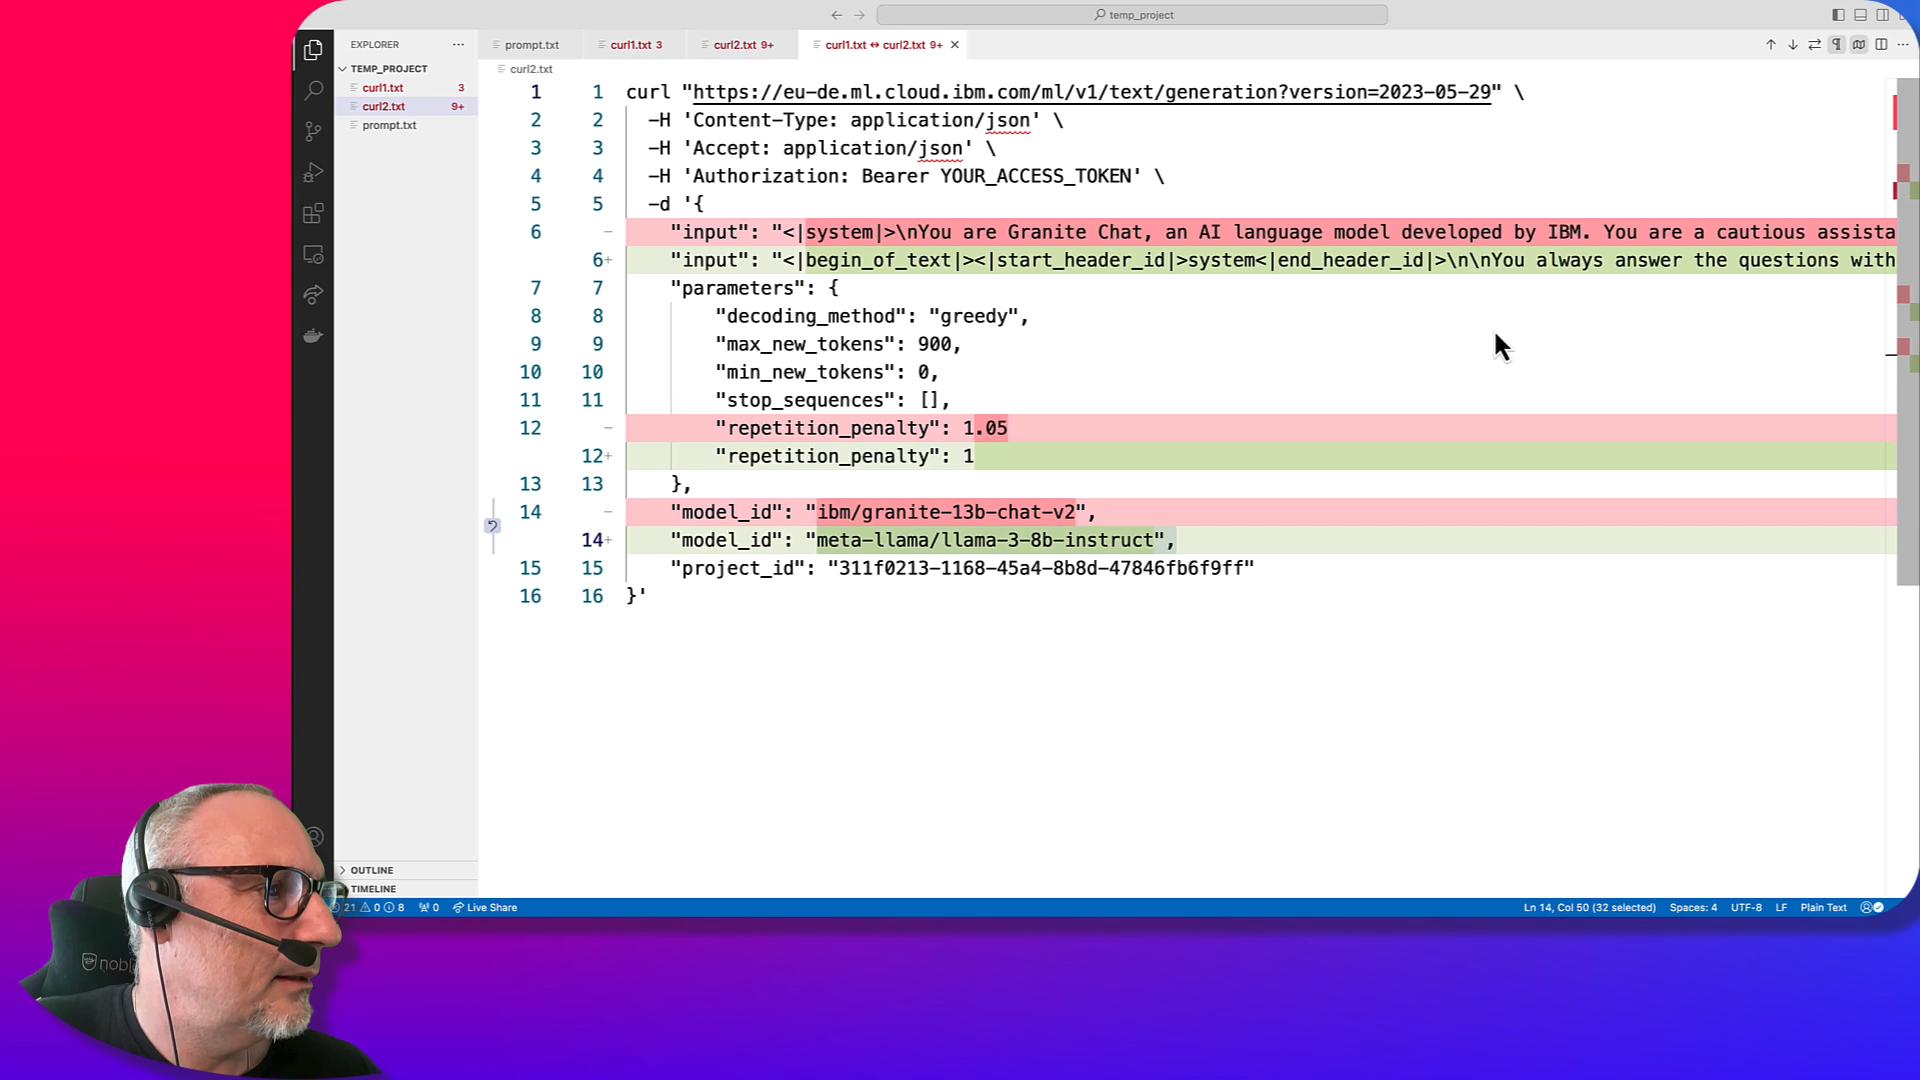 temp_project
EXPLORER
TEMP_PROJECT
curl1.txt 3
curl2.txt 9+
prompt.txt
OUTLINE
TIMELINE
prompt.txt
curl1.txt 3
curl2.txt 9+
curl1.txt ↔ curl2.txt 9+
curl2.txt
1 1 curl "https://eu-de.ml.cloud.ibm.com/ml/v1/text/generation?version=2023-05-29" \
2 2 -H 'Content-Type: application/json' \
3 3 -H 'Accept: application/json' \
4 4 -H 'Authorization: Bearer YOUR_ACCESS_TOKEN' \
5 5 -d '{
6 - "input": "<|system|>\nYou are Granite Chat, an AI language model developed by IBM. You are a cautious assista
6+ "input": "<|begin_of_text|><|start_header_id|>system<|end_header_id|>\n\nYou always answer the questions with
7 7 "parameters": {
8 8 "decoding_method": "greedy",
9 9 "max_new_tokens": 900,
10 10 "min_new_tokens": 0,
11 11 "stop_sequences": [],
12 - "repetition_penalty": 1.05
12+ "repetition_penalty": 1
13 13 },
14 - "model_id": "ibm/granite-13b-chat-v2",
14+ "model_id": "meta-llama/llama-3-8b-instruct",
15 15 "project_id": "311f0213-1168-45a4-8b8d-47846fb6f9ff"
16 16 }'
21 0 8 0 Live Share
Ln 14, Col 50 (32 selected) Spaces: 4 UTF-8 LF Plain Text